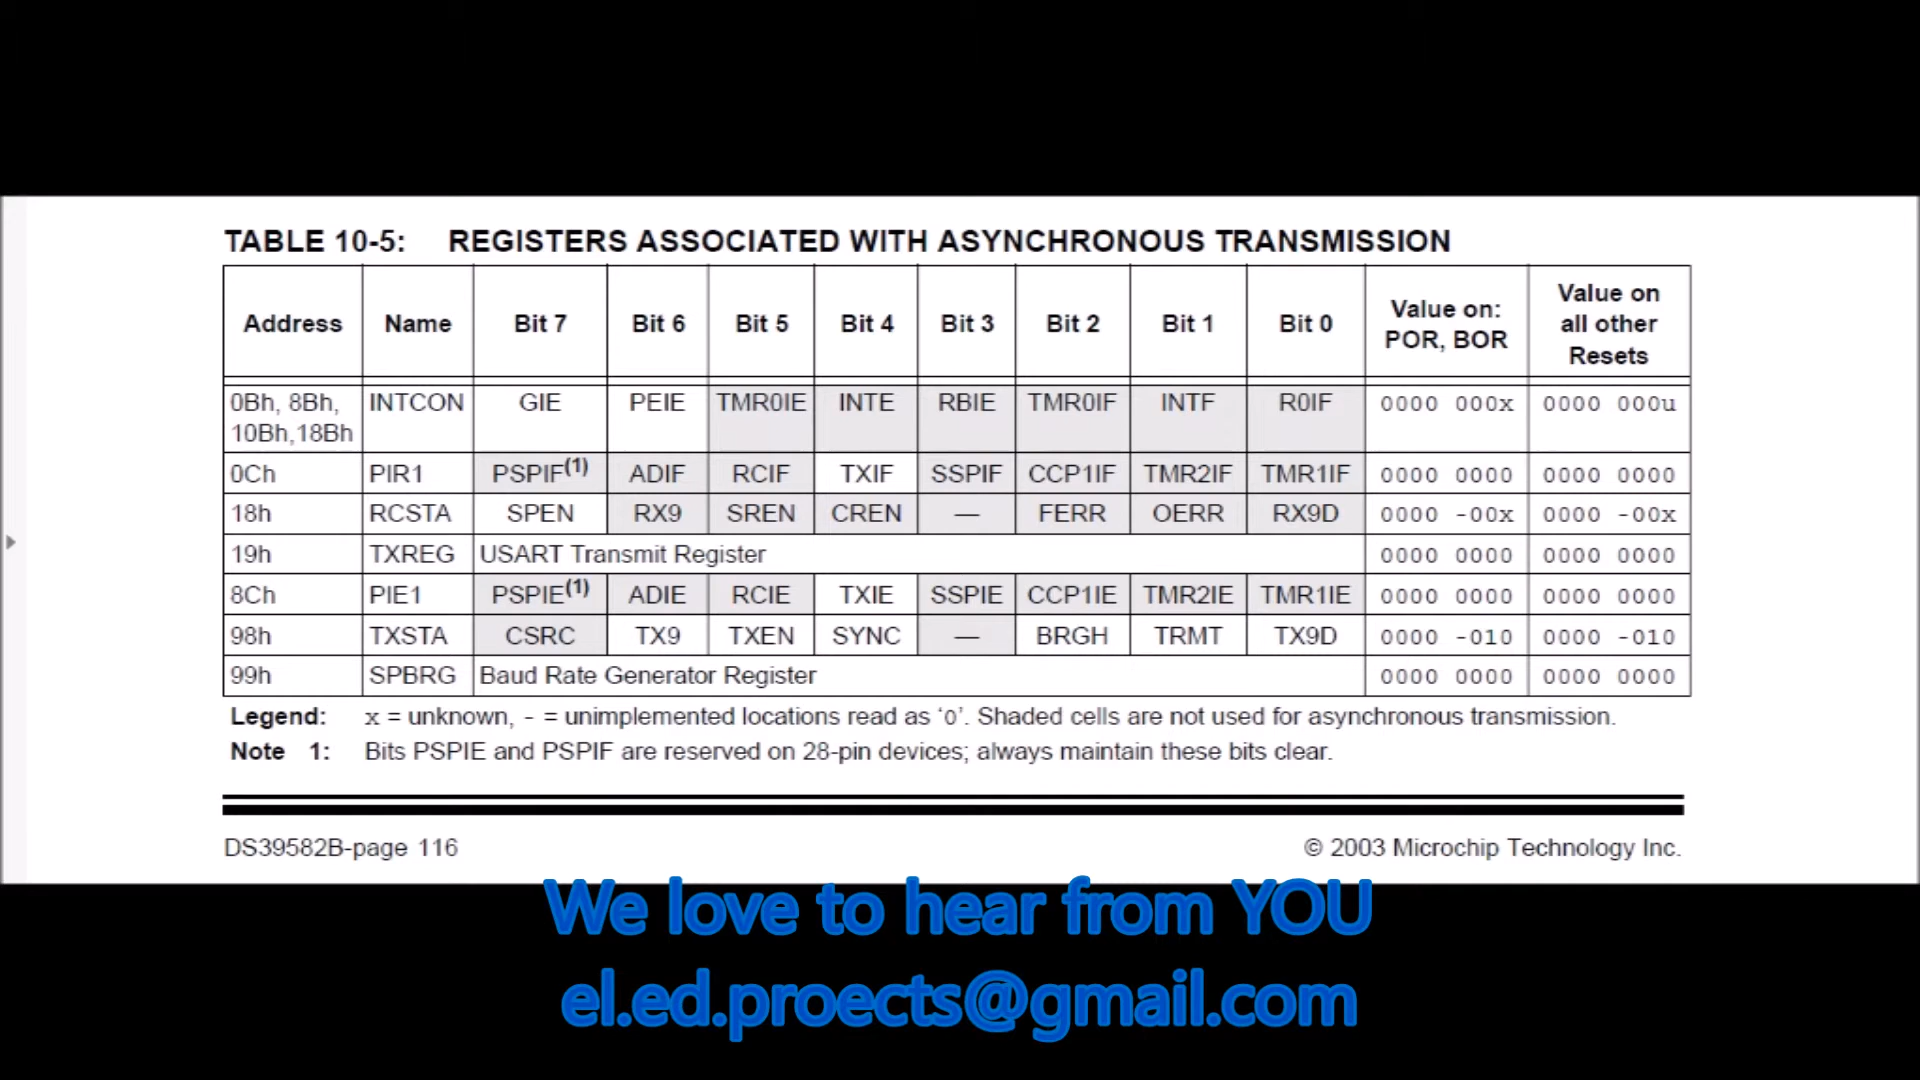 TABLE 10-5: REGISTERS ASSOCIATED WITH ASYNCHRONOUS TRANSMISSION
Address Name Bit 7 Bit 6 Bit 5 Bit 4 Bit 3 Bit 2 Bit 1 Bit 0 Value on: POR, BOR Value on all other Resets
0Bh, 8Bh, 10Bh,18Bh INTCON GIE PEIE TMR0IE INTE RBIE TMR0IF INTF R0IF 0000 000x 0000 000u
0Ch PIR1 PSPIF(1) ADIF RCIF TXIF SSPIF CCP1IF TMR2IF TMR1IF 0000 0000 0000 0000
18h RCSTA SPEN RX9 SREN CREN — FERR OERR RX9D 0000 -00x 0000 -00x
19h TXREG USART Transmit Register 0000 0000 0000 0000
8Ch PIE1 PSPIE(1) ADIE RCIE TXIE SSPIE CCP1IE TMR2IE TMR1IE 0000 0000 0000 0000
98h TXSTA CSRC TX9 TXEN SYNC — BRGH TRMT TX9D 0000 -010 0000 -010
99h SPBRG Baud Rate Generator Register 0000 0000 0000 0000
Legend: x = unknown, - = unimplemented locations read as ‘0’. Shaded cells are not used for asynchronous transmission.
Note 1: Bits PSPIE and PSPIF are reserved on 28-pin devices; always maintain these bits clear.
DS39582B-page 116 © 2003 Microchip Technology Inc.
We love to hear from YOU
el.ed.proects@gmail.com